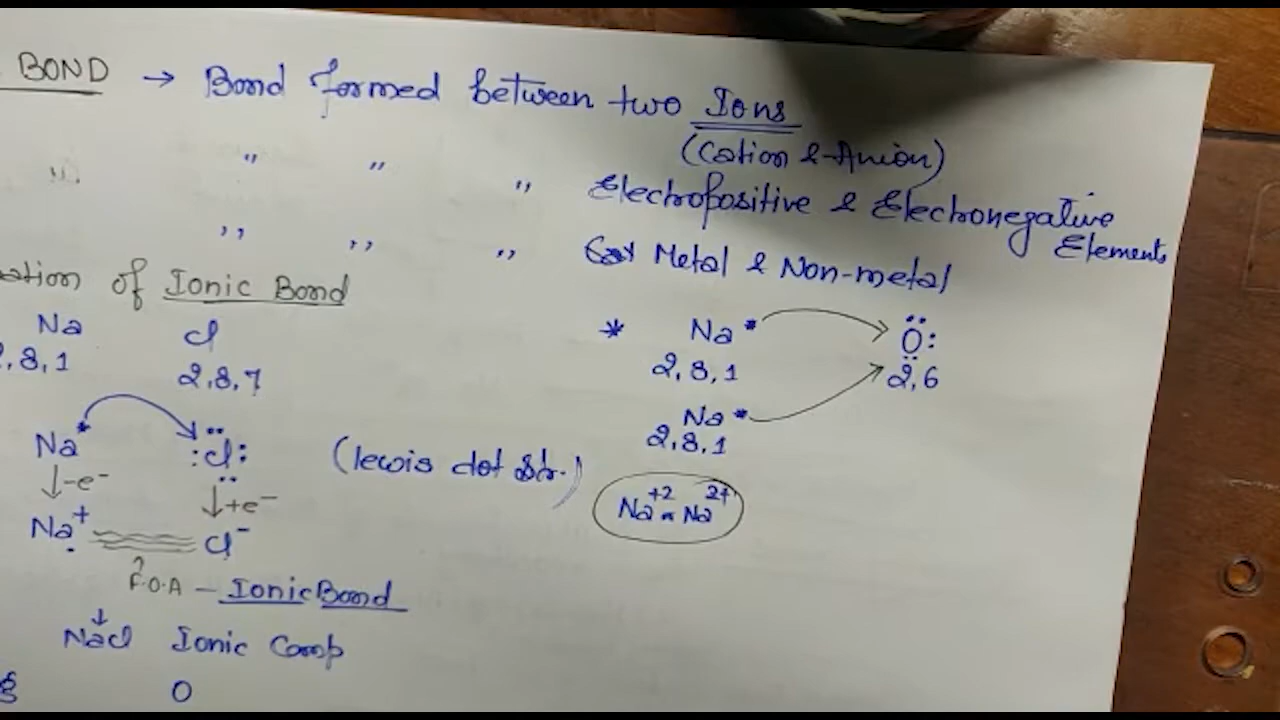 BOND → Bond formed between two Ions
(Cation & Anion)
" " " Electropositive & Electronegative
Elements
" " " Metal & Non-metal
ation of Ionic Bond
Na Cl
2,8,1 2,8,7
Na* :Cl:
↓-e⁻ ↓+e⁻
Na⁺ Cl⁻
F.O.A - Ionic Bond
↓
NaCl Ionic Comp
g O
(lewis dot Str.)
* Na* O:
2,8,1 2,6
Na*
2,8,1
Na⁺² Na²⁺